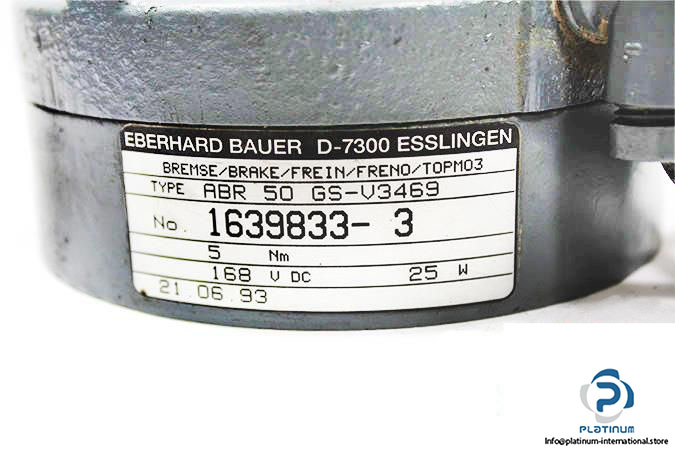 EBERHARD BAUER D-7300 ESSLINGEN
BREMSE/BRAKE/FREIN/FRENO/TOPMO3
TYPE ABR 50 GS-V3469
No. 1639833- 3
5 Nm
168 V DC 25 W
21.06.93
P
PLATINUM
info@platinum-international.store